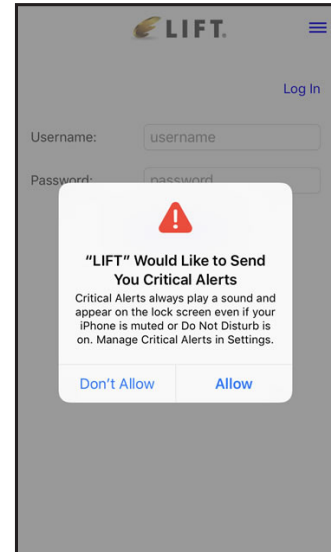 LIFT.
Log In
Username: username
Password: password
"LIFT" Would Like to Send
You Critical Alerts
Critical Alerts always play a sound and
appear on the lock screen even if your
iPhone is muted or Do Not Disturb is
on. Manage Critical Alerts in Settings.
Don't Allow Allow